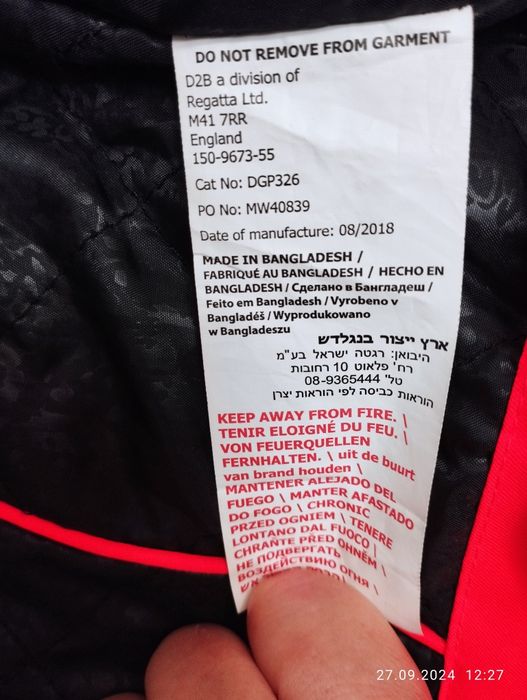 DO NOT REMOVE FROM GARMENT
D2B a division of
Regatta Ltd.
M41 7RR
England
150-9673-55
Cat No: DGP326
PO No: MW40839
Date of manufacture: 08/2018
MADE IN BANGLADESH /
FABRIQUÉ AU BANGLADESH / HECHO EN
BANGLADESH / Сделано в Бангладеш /
Feito em Bangladesh / Vyrobeno v
Bangladéš / Wyprodukowano
w Bangladeszu
ארץ ייצור בנגלדש
היבואן: רגטה ישראל בע"מ
רח' פלאוט 10 רחובות
טל' 08-9365444
הוראות כביסה לפי הוראות יצרן
KEEP AWAY FROM FIRE. \
TENIR ELOIGNÉ DU FEU. \
VON FEUERQUELLEN
FERNHALTEN. \ uit de buurt
van brand houden \
MANTENER ALEJADO DEL
FUEGO \ MANTER AFASTADO
DO FOGO \ CHRONIC
PRZED OGNIEM \ TENERE
LONTANO DAL FUOCO |
CHRAŇTE PŘED OHNĚM \
НЕ ПОДВЕРГАТЬ
ВОЗДЕЙСТВИЮ ОГНЯ \
27.09.2024 12:27